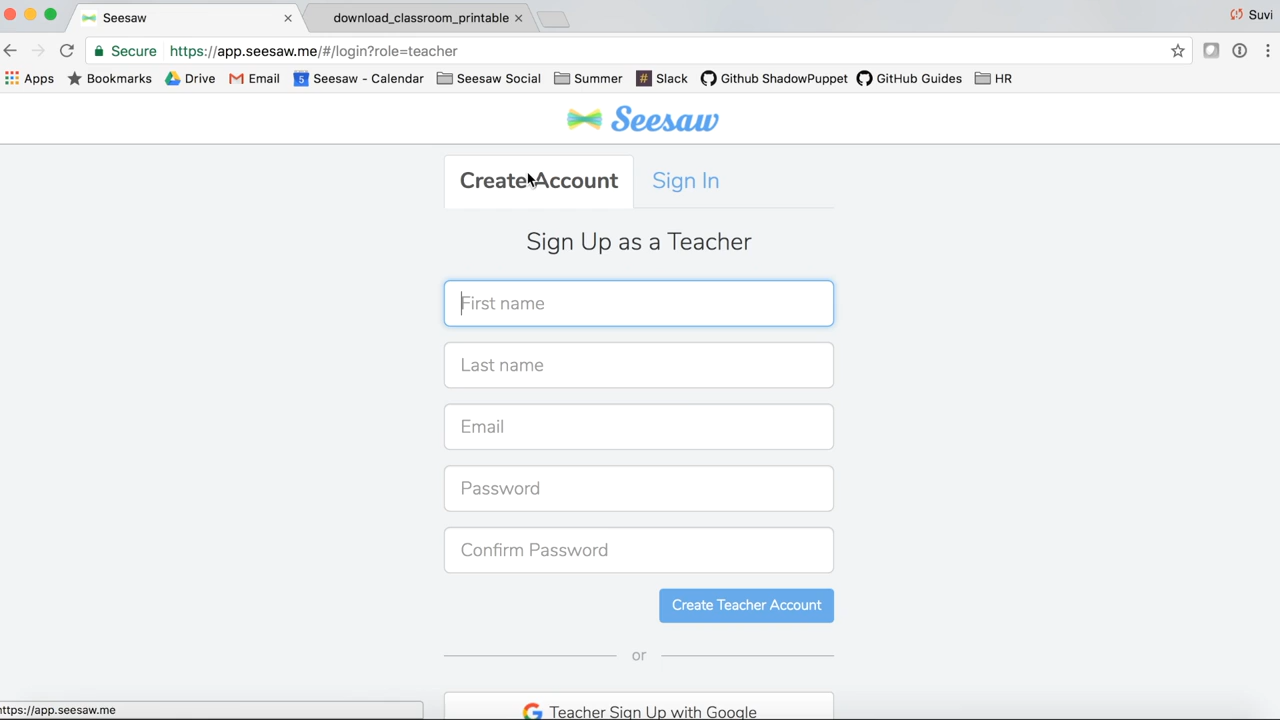 Seesaw
download_classroom_printable
Suvi
Secure https://app.seesaw.me/#/login?role=teacher
Apps Bookmarks Drive Email 5 Seesaw - Calendar Seesaw Social Summer # Slack Github ShadowPuppet GitHub Guides HR
Seesaw
Create Account Sign In
Sign Up as a Teacher
First name
Last name
Email
Password
Confirm Password
Create Teacher Account
or
G Teacher Sign Up with Google
ttps://app.seesaw.me